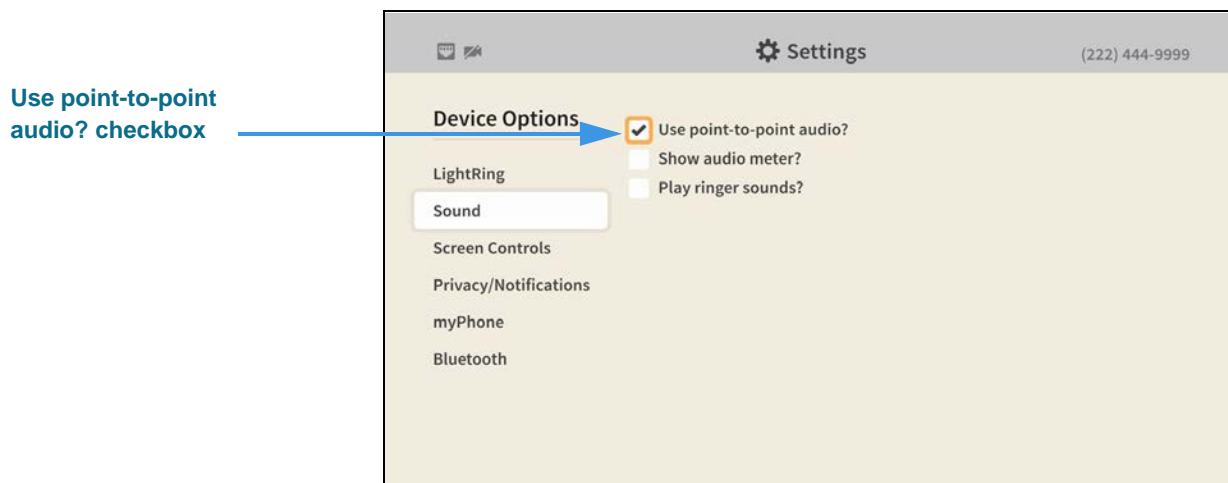 Settings
(222) 444-9999
Use point-to-point
audio? checkbox
Device Options
Use point-to-point audio?
Show audio meter?
Play ringer sounds?
LightRing
Sound
Screen Controls
Privacy/Notifications
myPhone
Bluetooth